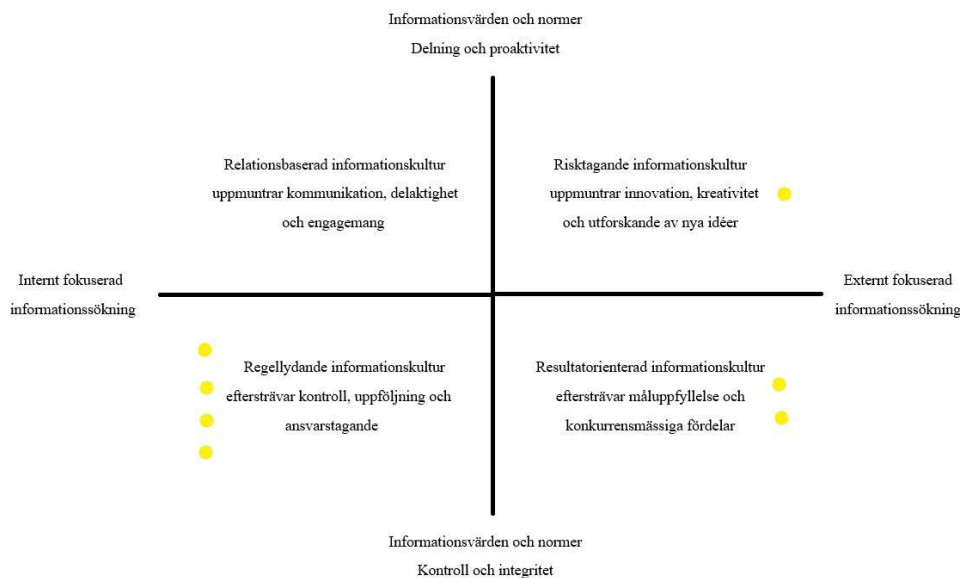 Informationsvärden och normer
Delning och proaktivitet
Relationsbaserad informationskultur
uppmuntrar kommunikation, delaktighet
och engagemang
Risktagande informationskultur
uppmuntrar innovation, kreativitet
och utforskande av nya idéer
Internt fokuserad
informationssökning
Externt fokuserad
informationssökning
Regellydande informationskultur
eftersträvar kontroll, uppföljning och
ansvarstagande
Resultatorienterad informationskultur
eftersträvar måluppfyllelse och
konkurrensmässiga fördelar
Informationsvärden och normer
Kontroll och integritet